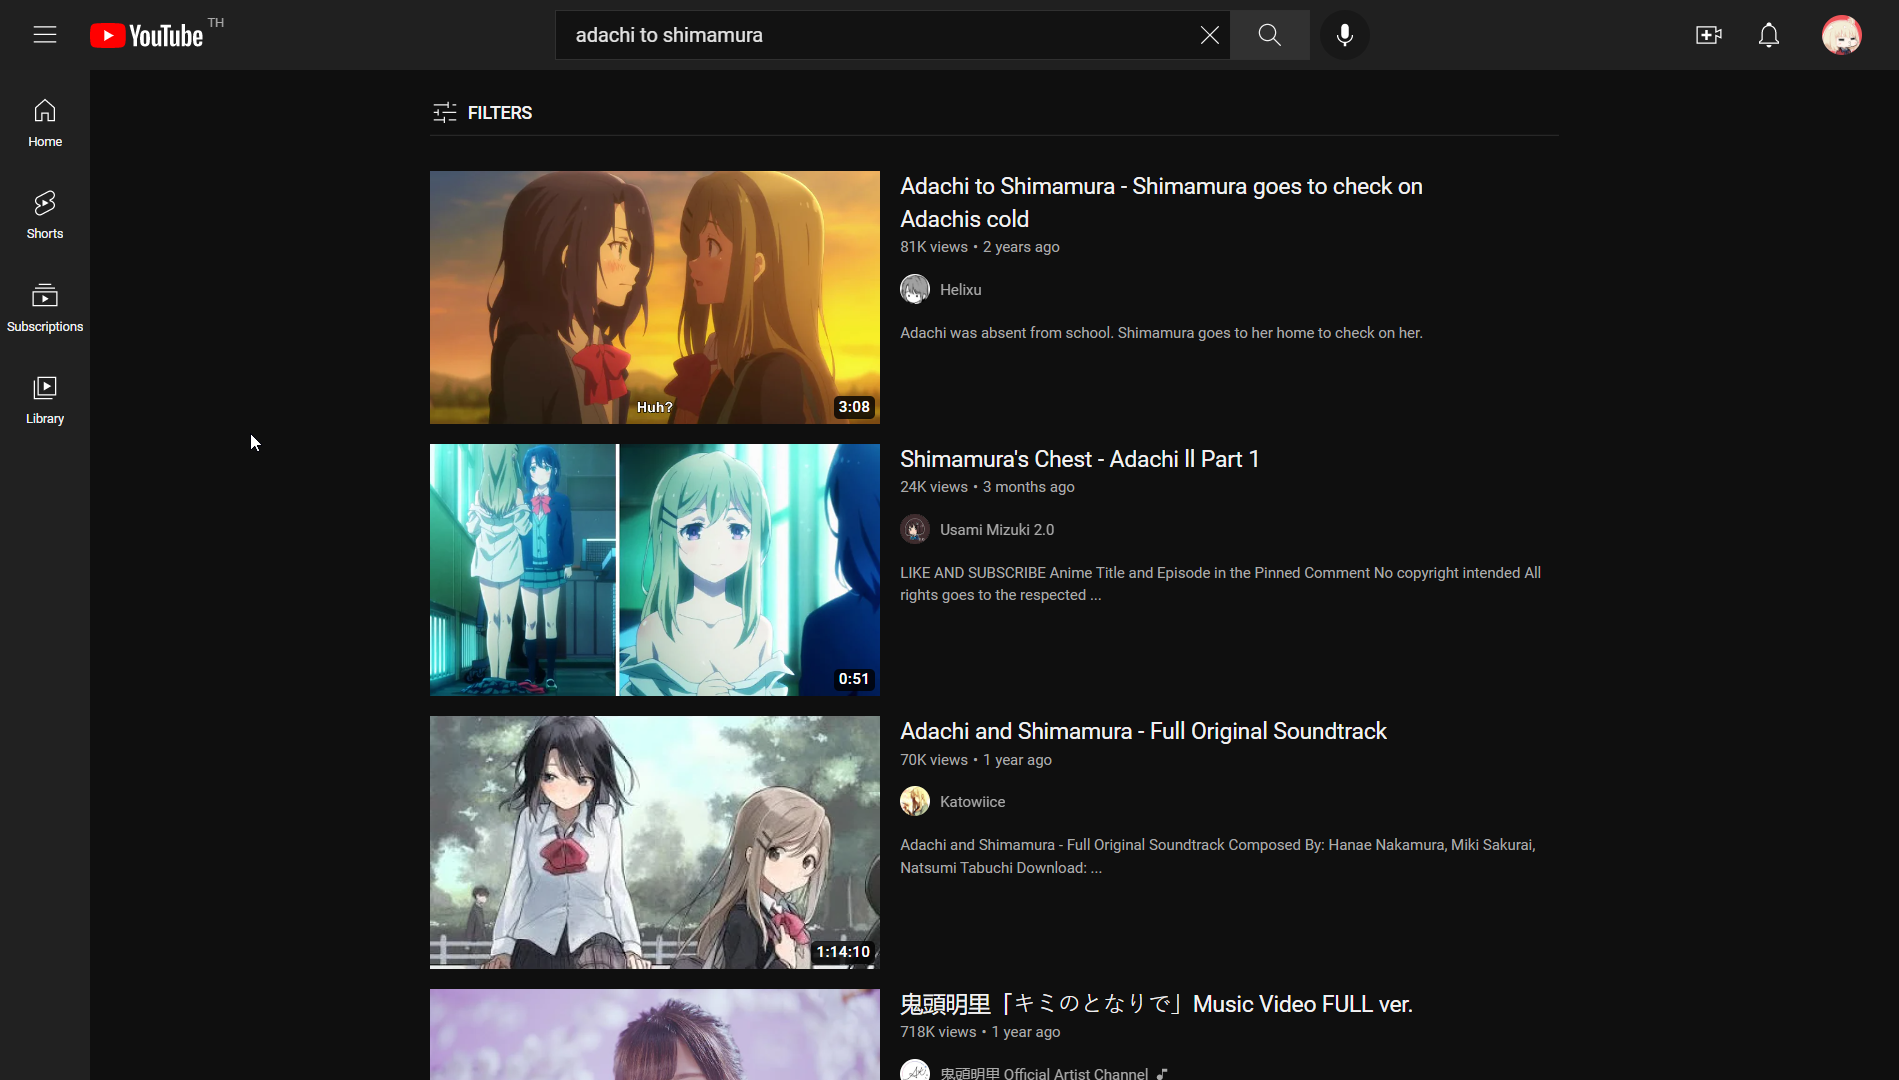 YouTube TH
adachi to shimamura
Home
Shorts
Subscriptions
Library
FILTERS
Huh?
3:08
Adachi to Shimamura - Shimamura goes to check on
Adachis cold
81K views • 2 years ago
Helixu
Adachi was absent from school. Shimamura goes to her home to check on her.
0:51
Shimamura's Chest - Adachi ll Part 1
24K views • 3 months ago
Usami Mizuki 2.0
LIKE AND SUBSCRIBE Anime Title and Episode in the Pinned Comment No copyright intended All
rights goes to the respected ...
1:14:10
Adachi and Shimamura - Full Original Soundtrack
70K views • 1 year ago
Katowiice
Adachi and Shimamura - Full Original Soundtrack Composed By: Hanae Nakamura, Miki Sakurai,
Natsumi Tabuchi Download: ...
鬼頭明里「キミのとなりで」Music Video FULL ver.
718K views • 1 year ago
鬼頭明里 Official Artist Channel